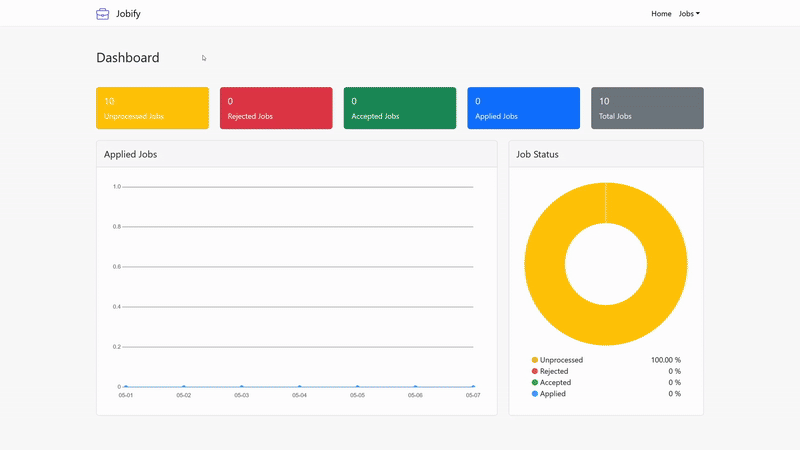 Jobify
Home Jobs
Dashboard
10
Unprocessed Jobs
0
Rejected Jobs
0
Accepted Jobs
0
Applied Jobs
10
Total Jobs
Applied Jobs
1.0
0.8
0.6
0.4
0.2
0
05-01 05-02 05-03 05-04 05-05 05-06 05-07
Job Status
Unprocessed 100.00 %
Rejected 0 %
Accepted 0 %
Applied 0 %